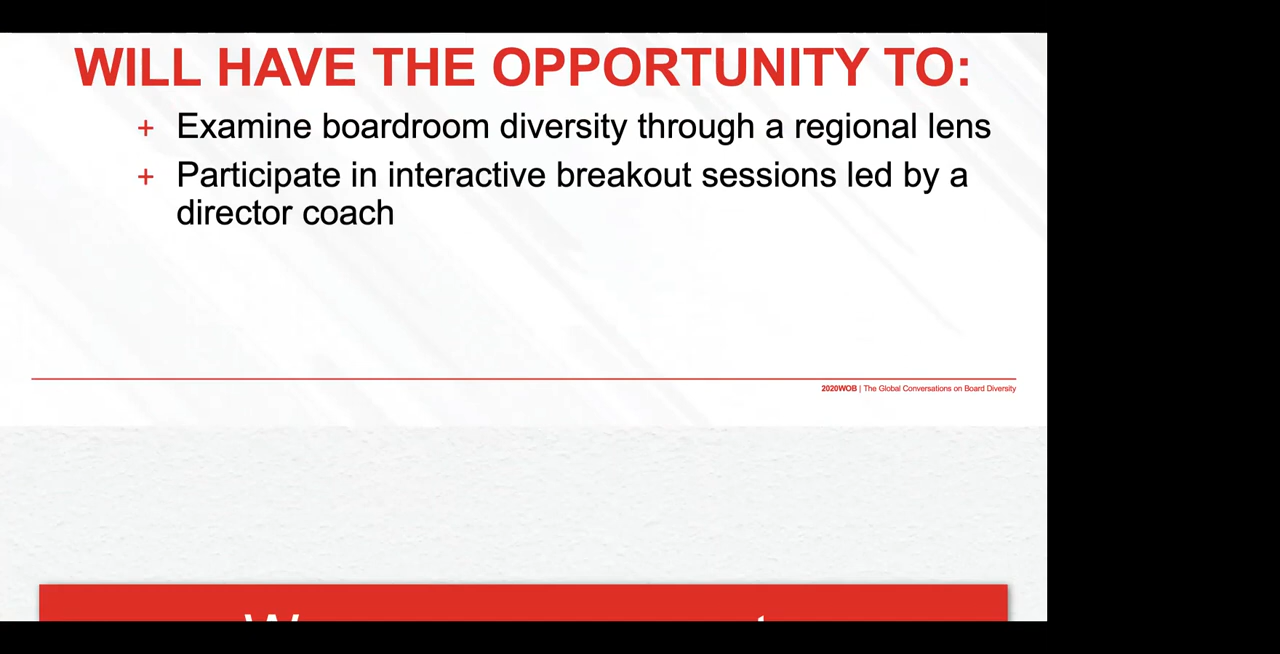 WILL HAVE THE OPPORTUNITY TO:
+ Examine boardroom diversity through a regional lens
+ Participate in interactive breakout sessions led by a
director coach
2020WOB | The Global Conversations on Board Diversity